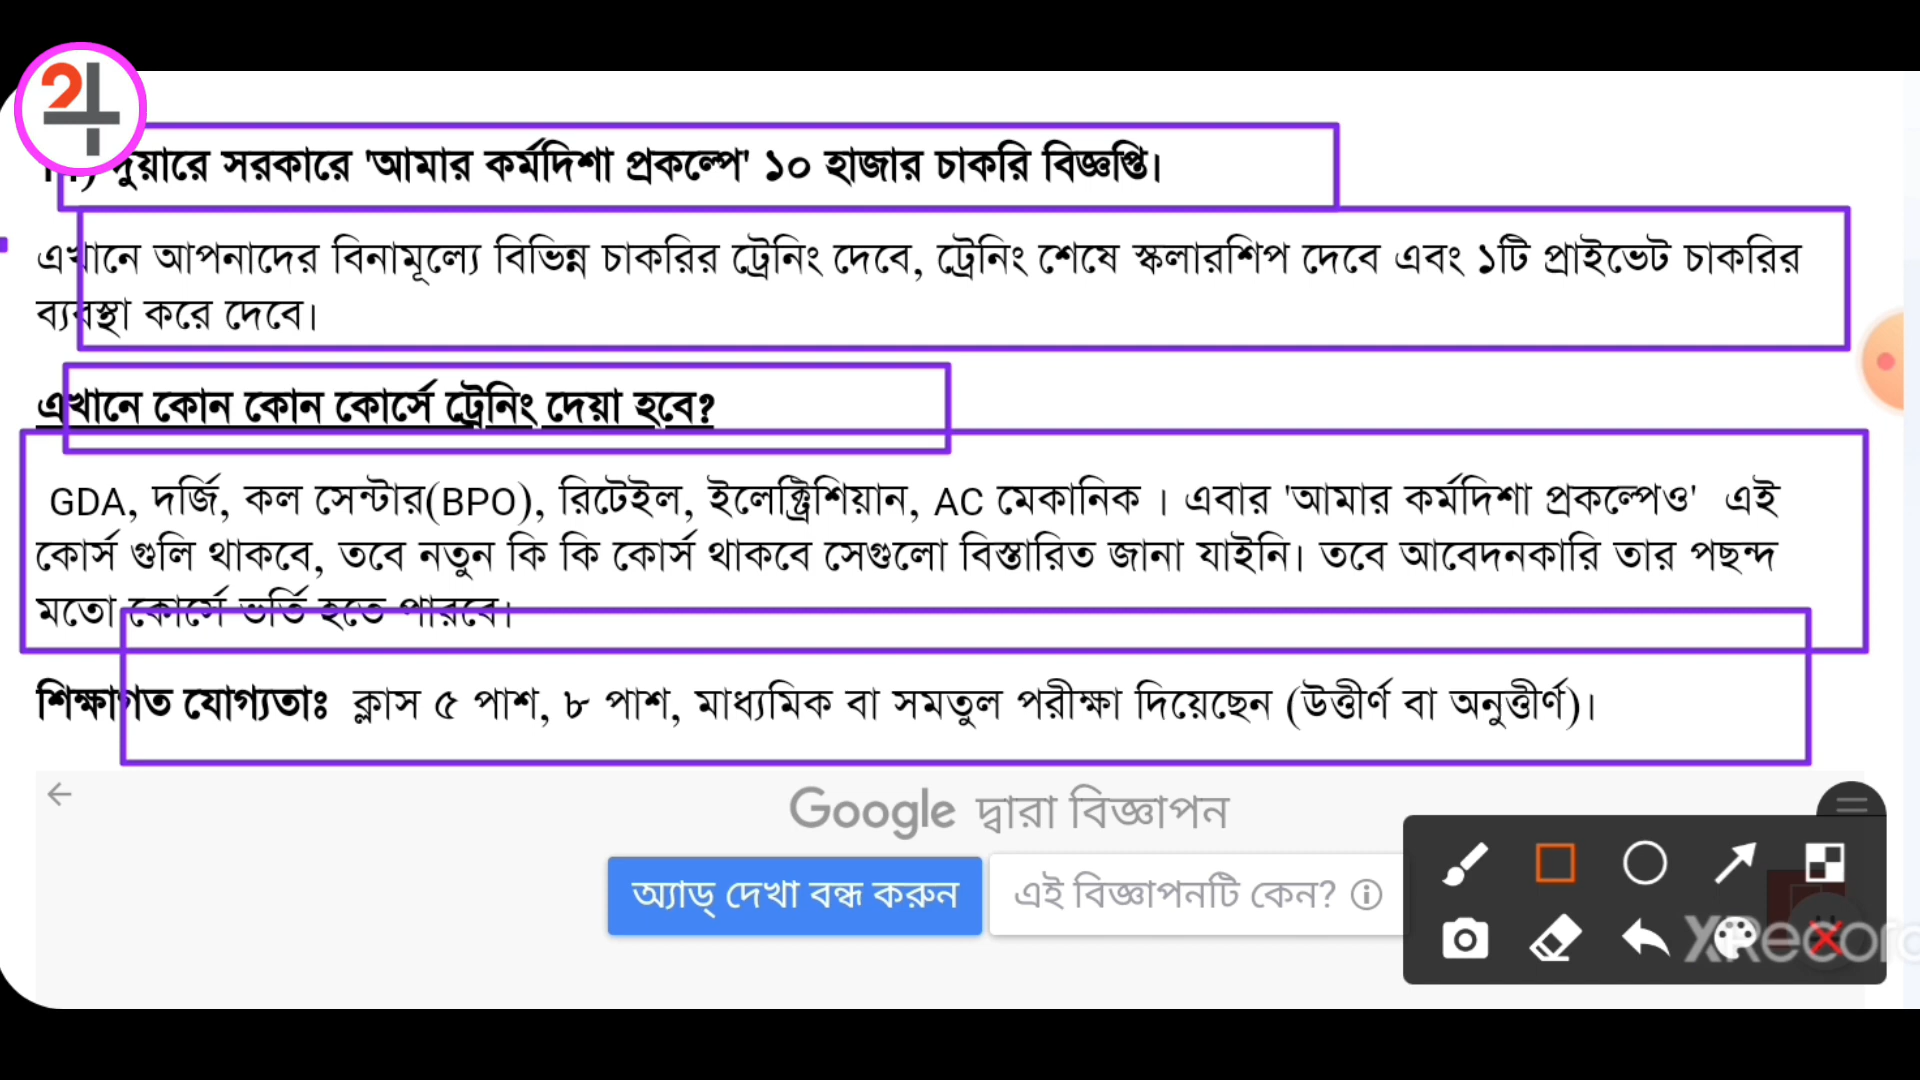 দুয়ারে সরকারে 'আমার কর্মদিশা প্রকল্পে' ১০ হাজার চাকরি বিজ্ঞপ্তি।
এখানে আপনাদের বিনামূল্যে বিভিন্ন চাকরির ট্রেনিং দেবে, ট্রেনিং শেষে স্কলারশিপ দেবে এবং ১টি প্রাইভেট চাকরির
ব্যবস্থা করে দেবে।
এখানে কোন কোন কোর্সে ট্রেনিং দেয়া হবে?
GDA, দর্জি, কল সেন্টার(BPO), রিটেইল, ইলেক্ট্রিশিয়ান, AC মেকানিক । এবার 'আমার কর্মদিশা প্রকল্পেও' এই
কোর্স গুলি থাকবে, তবে নতুন কি কি কোর্স থাকবে সেগুলো বিস্তারিত জানা যাইনি। তবে আবেদনকারি তার পছন্দ
মতো কোর্সে ভর্তি হতে পারবে।
শিক্ষাগত যোগ্যতাঃ ক্লাস ৫ পাশ, ৮ পাশ, মাধ্যমিক বা সমতুল পরীক্ষা দিয়েছেন (উত্তীর্ণ বা অনুত্তীর্ণ)।
Google দ্বারা বিজ্ঞাপন
অ্যাড্ দেখা বন্ধ করুন
এই বিজ্ঞাপনটি কেন?